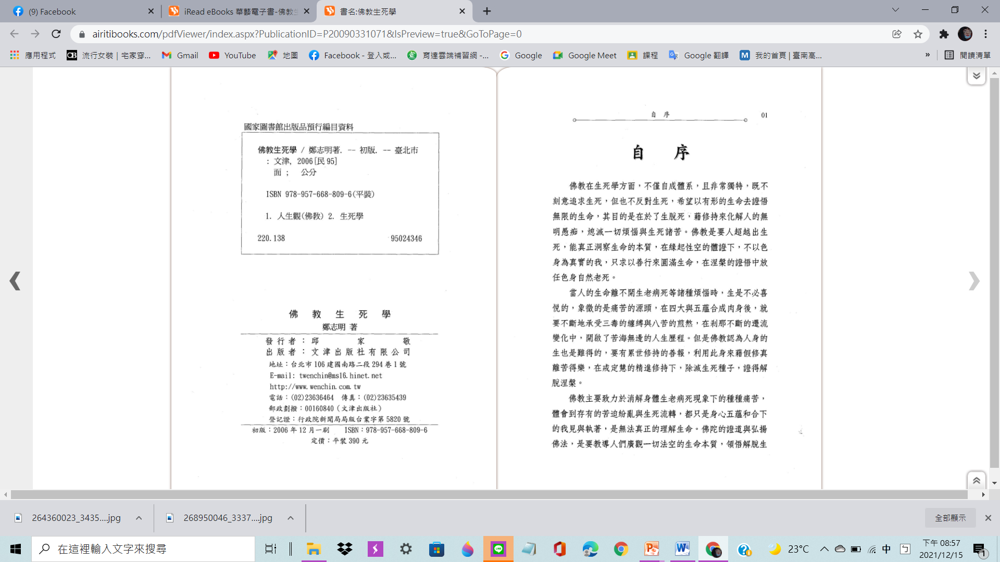 (9) Facebook
iRead eBooks 華藝電子書-佛教生
書名:佛教生死學
airitibooks.com/pdfViewer/index.aspx?PublicationID=P20090331071&IsPreview=true&GoToPage=0
應用程式
流行女裝 | 宅家穿...
Gmail
YouTube
地圖
Facebook - 登入或...
育達雲端補習網 -...
Google
Google Meet
課程
Google 翻譯
我的首頁 | 臺南高...
»
閱讀清單
國家圖書館出版品預行編目資料
佛教生死學 / 鄭志明著. -- 初版. -- 臺北市
: 文津, 2006[民 95]
面 ; 公分
ISBN 978-957-668-809-6(平裝)
1. 人生觀(佛教) 2. 生死學
220.138 95024346
佛 教 生 死 學
鄭志明 著
發 行 者 : 邱 家 敬
出 版 者 : 文 津 出 版 社 有 限 公 司
地址：台北市 106 建國南路二段 294 巷 1 號
E-mail: twenchin@ms16.hinet.net
http://www.wenchin.com.tw
電話：(02)23636464 傳真：(02)23635439
郵政劃撥：00160840（文津出版社）
登記證：行政院新聞局局版台業字第 5820 號
初版：2006 年 12 月一刷 ISBN：978-957-668-809-6
定價：平裝 390 元
自 序 01
自 序
佛教在生死學方面，不僅自成體系，且非常獨特，既不
刻意追求生死，但也不反對生死，希望以有形的生命去證悟
無限的生命，其目的是在於了生脫死，藉修持來化解人的無
明愚痴，熄滅一切煩惱與生死諸苦。佛教是要人超越出生
死，能真正洞察生命的本質，在緣起性空的體證下，不以色
身為真實的我，只求以善行來圓滿生命，在涅槃的證悟中放
任色身自然老死。
當人的生命離不開生老病死等諸種煩惱時，生是不必喜
悅的，象徵的是痛苦的源頭，在四大與五蘊合成肉身後，就
要不斷地承受三毒的纏縛與八苦的煎熬，在剎那不斷的遷流
變化中，開啟了苦海無邊的人生歷程。但是佛教認為人身的
生也是難得的，要有累世修持的善報，利用此身來藉假修真
離苦得樂，在戒定慧的精進修持下，除滅生死種子，證得解
脫涅槃。
佛教主要致力於消解身體生老病死現象下的種種痛苦，
體會到存有的苦迫紛亂與生死流轉，都只是身心五蘊和合下
的我見與執著，是無法真正的理解生命。佛陀的證道與弘揚
佛法，是要教導人們廣觀一切法空的生命本質，領悟解脫生
264360023_3435....jpg
268950046_3337....jpg
全部顯示
在這裡輸入文字來搜尋
23°C
中
下午 08:57
2021/12/15
1